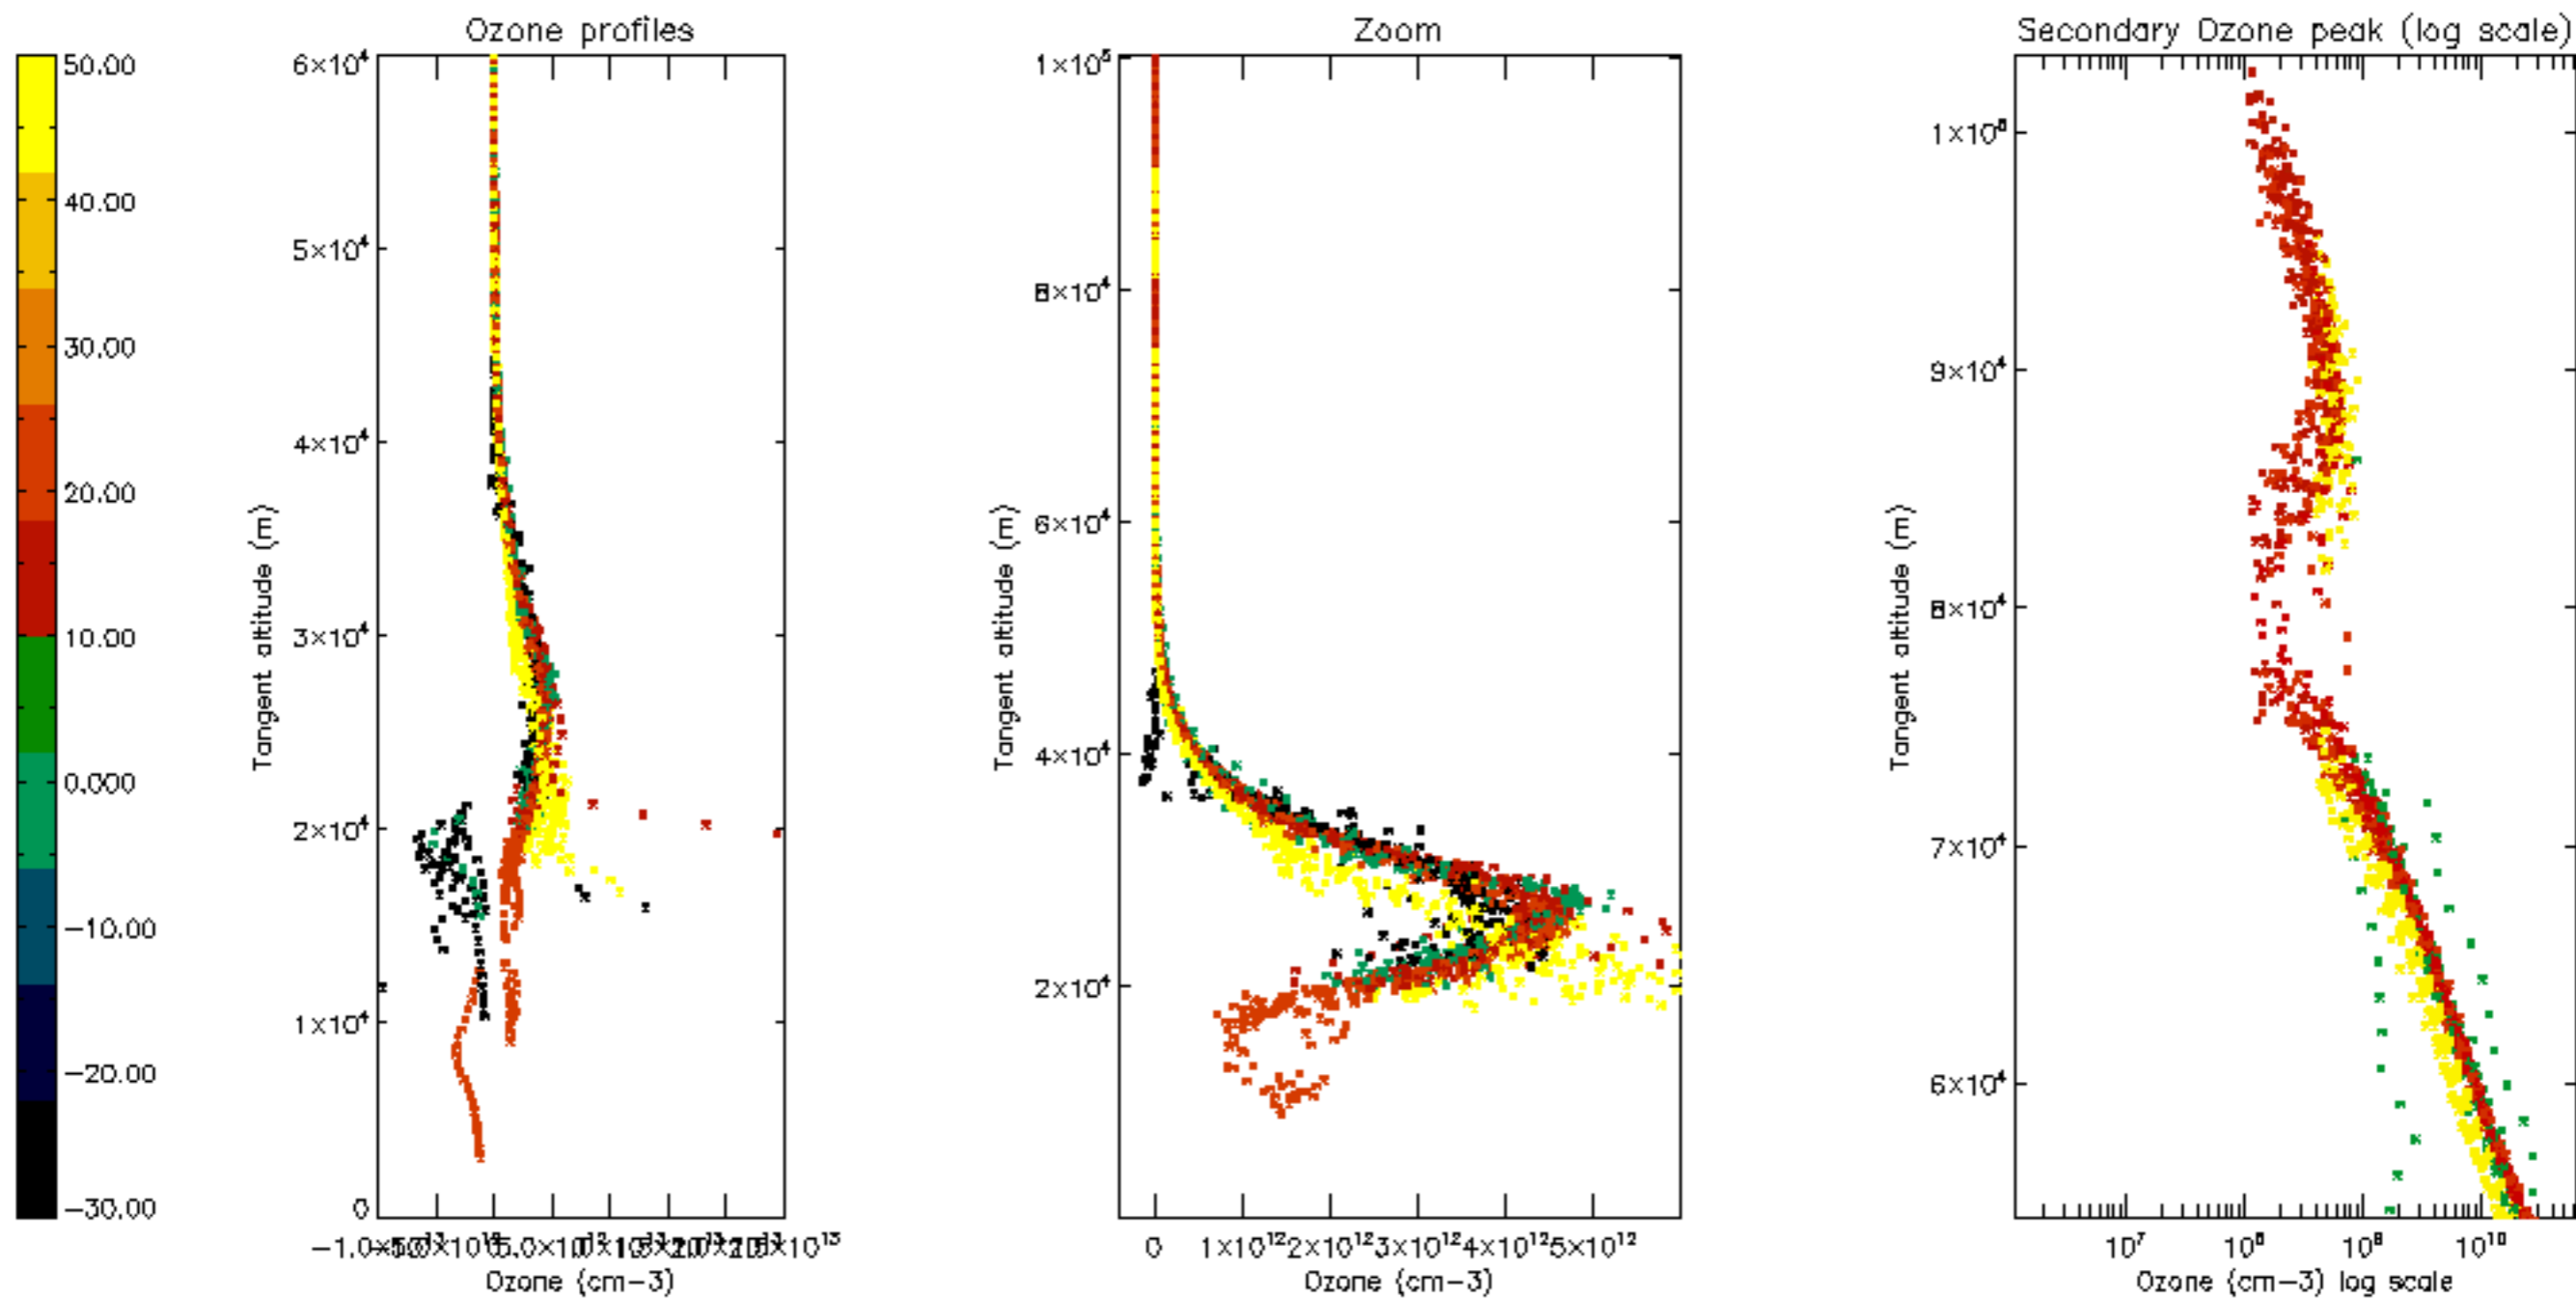 Ozone profiles
Zoom
Secondary Ozone peak (log scale)
50.00
40.00
30.00
20.00
10.00
0.000
−10.00
−20.00
−30.00
6×10⁴
5×10⁴
4×10⁴
3×10⁴
2×10⁴
1×10⁴
0
Tangent altitude (m)
Ozone (cm−3)
1×10⁵
8×10⁴
6×10⁴
4×10⁴
2×10⁴
Tangent altitude (m)
0 1×10¹² 2×10¹² 3×10¹² 4×10¹² 5×10¹²
Ozone (cm−3)
9×10⁴
8×10⁴
7×10⁴
6×10⁴
Tangent altitude (m)
10⁷ 10⁸ 10⁹ 10¹⁰
Ozone (cm−3) log scale